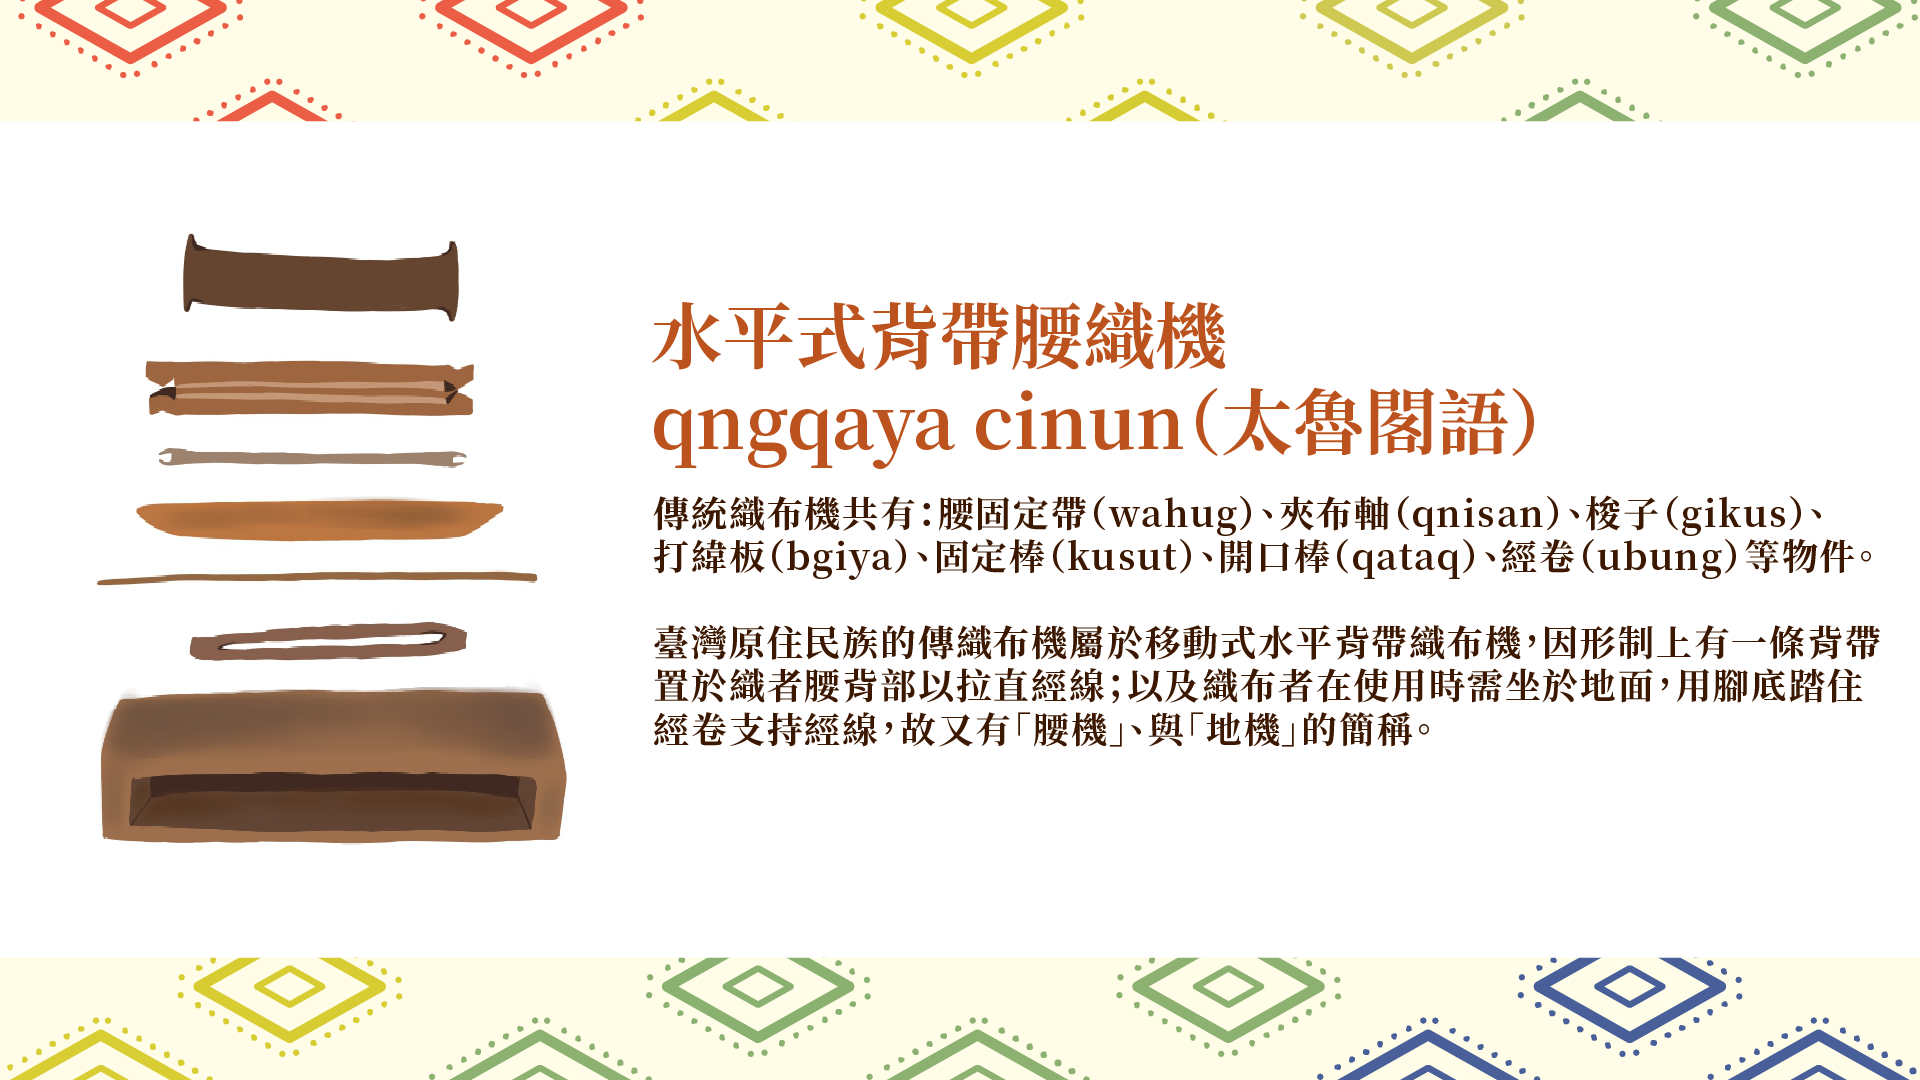 水平式背帶腰織機
qngqaya cinun（太魯閣語）
傳統織布機共有：腰固定帶（wahug）、夾布軸（qnisan）、梭子（gikus）、
打緯板（bgiya）、固定棒（kusut）、開口棒（qataq）、經卷（ubung）等物件。
臺灣原住民族的傳織布機屬於移動式水平背帶織布機，因形制上有一條背帶
置於織者腰背部以拉直經線；以及織布者在使用時需坐於地面，用腳底踏住
經卷支持經線，故又有「腰機」、與「地機」的簡稱。